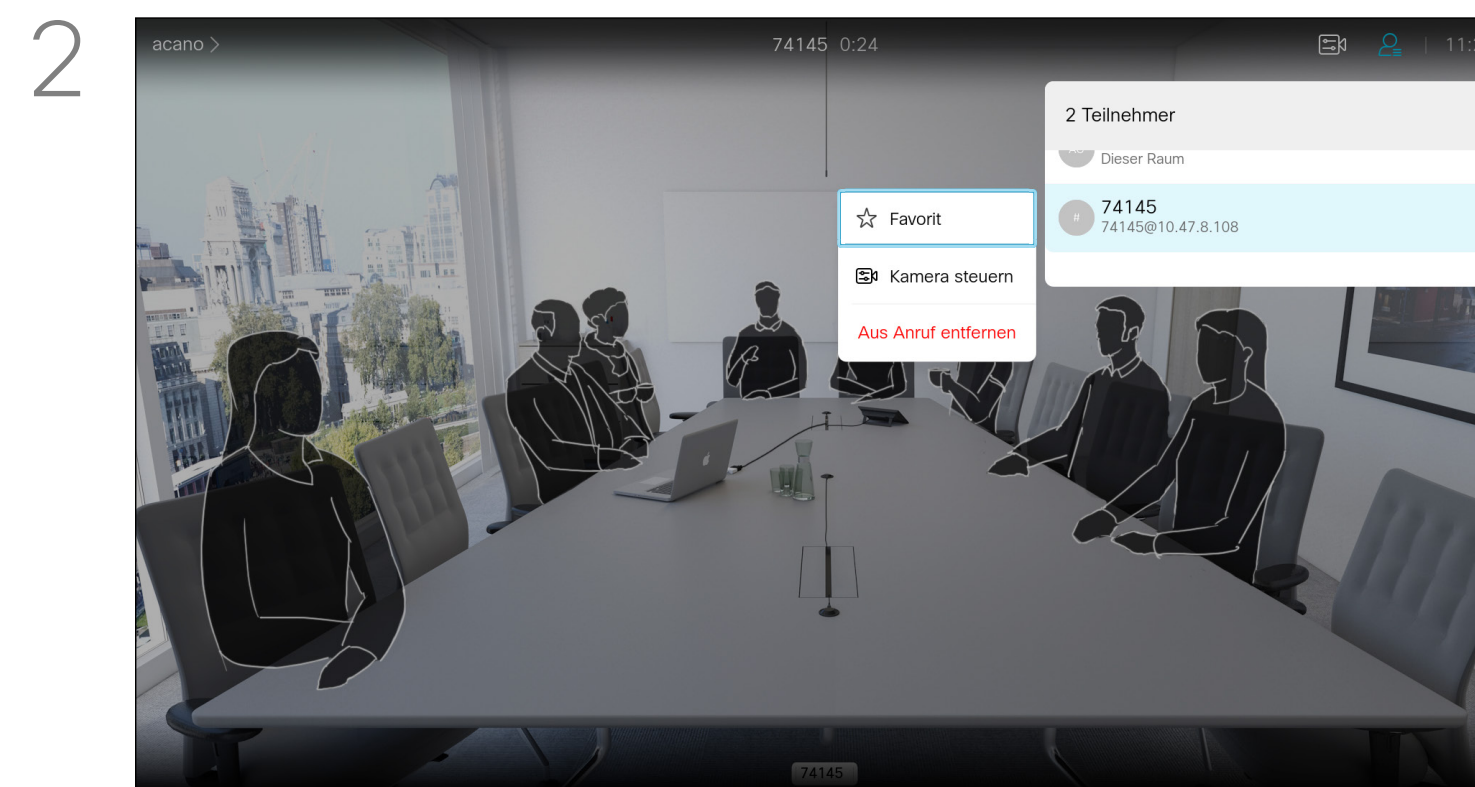 2
acano >
74145 0:24
11:
2 Teilnehmer
Dieser Raum
#
74145
74145@10.47.8.108
Favorit
Kamera steuern
Aus Anruf entfernen
74145